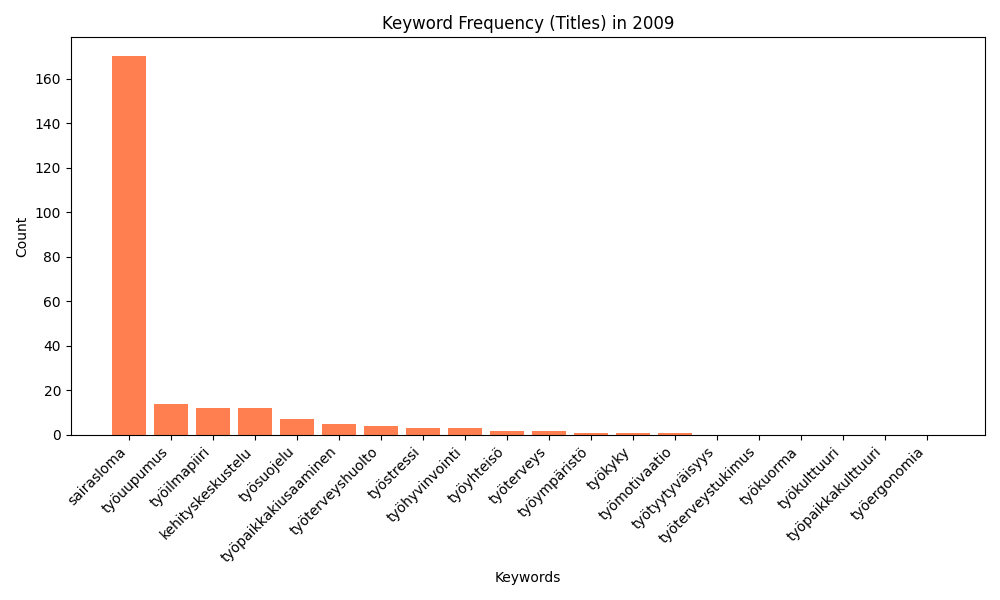 Keyword Frequency (Titles) in 2009
Count
160
140
120
100
80
60
40
20
0
sairasloma
työuupumus
työilmapiiri
kehityskeskustelu
työsuojelu
työpaikkakiusaaminen
työterveyshuolto
työstressi
työhyvinvointi
työyhteisö
työterveys
työympäristö
työkyky
työmotivaatio
työtyytyväisyys
työterveystukimus
työkuorma
työkulttuuri
työpaikkakulttuuri
työergonomia
Keywords